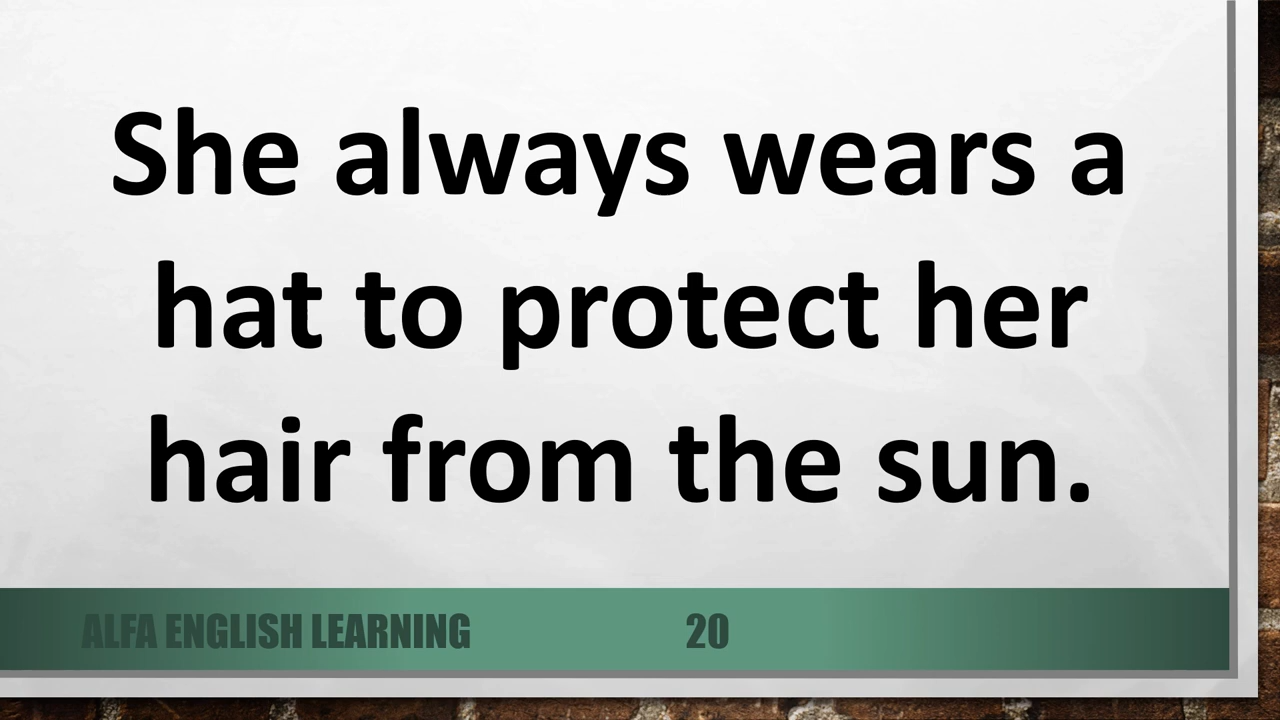 She always wears a
hat to protect her
hair from the sun.
ALFA ENGLISH LEARNING 20